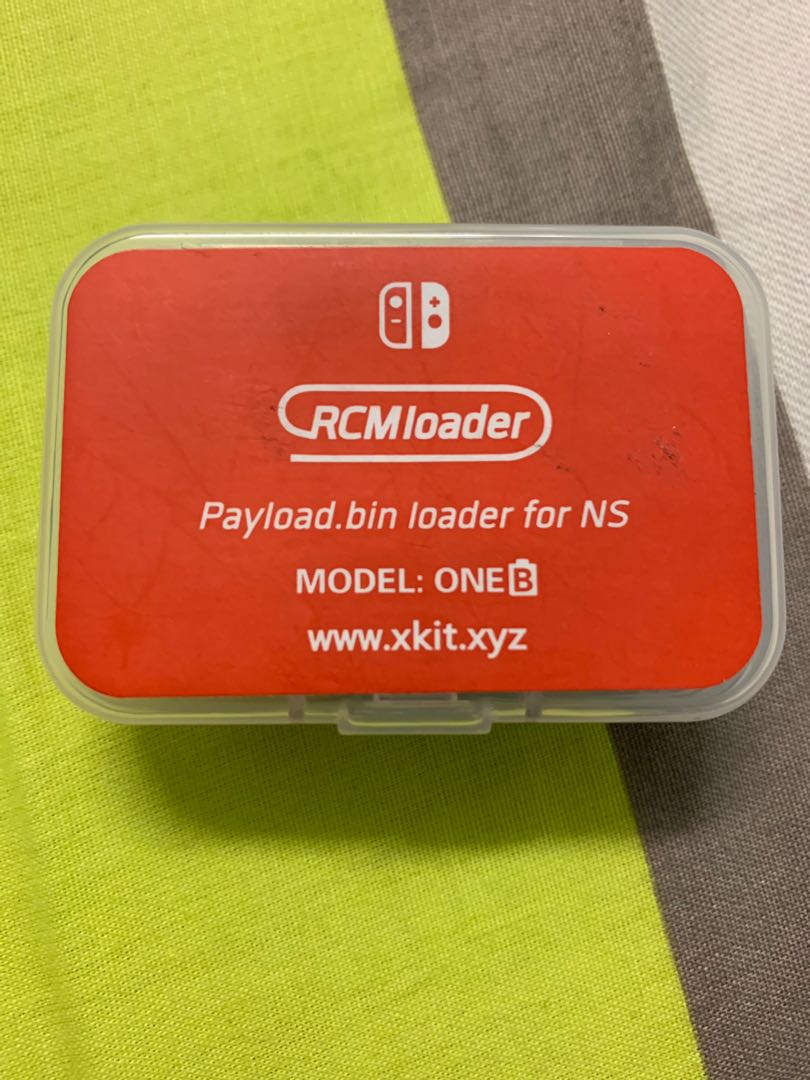 RCMloader
Payload.bin loader for NS
MODEL: ONE B
www.xkit.xyz